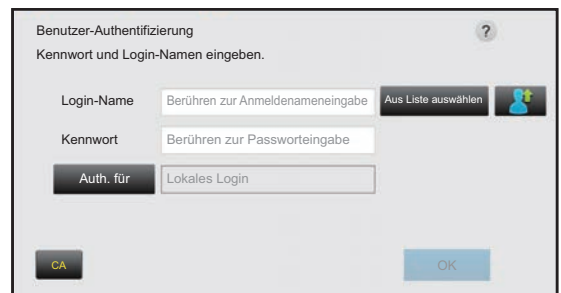 Benutzer-Authentifizierung
?
Kennwort und Login-Namen eingeben.
Login-Name
Berühren zur Anmeldenameneingabe
Aus Liste auswählen
Kennwort
Berühren zur Passworteingabe
Auth. für
Lokales Login
CA
OK